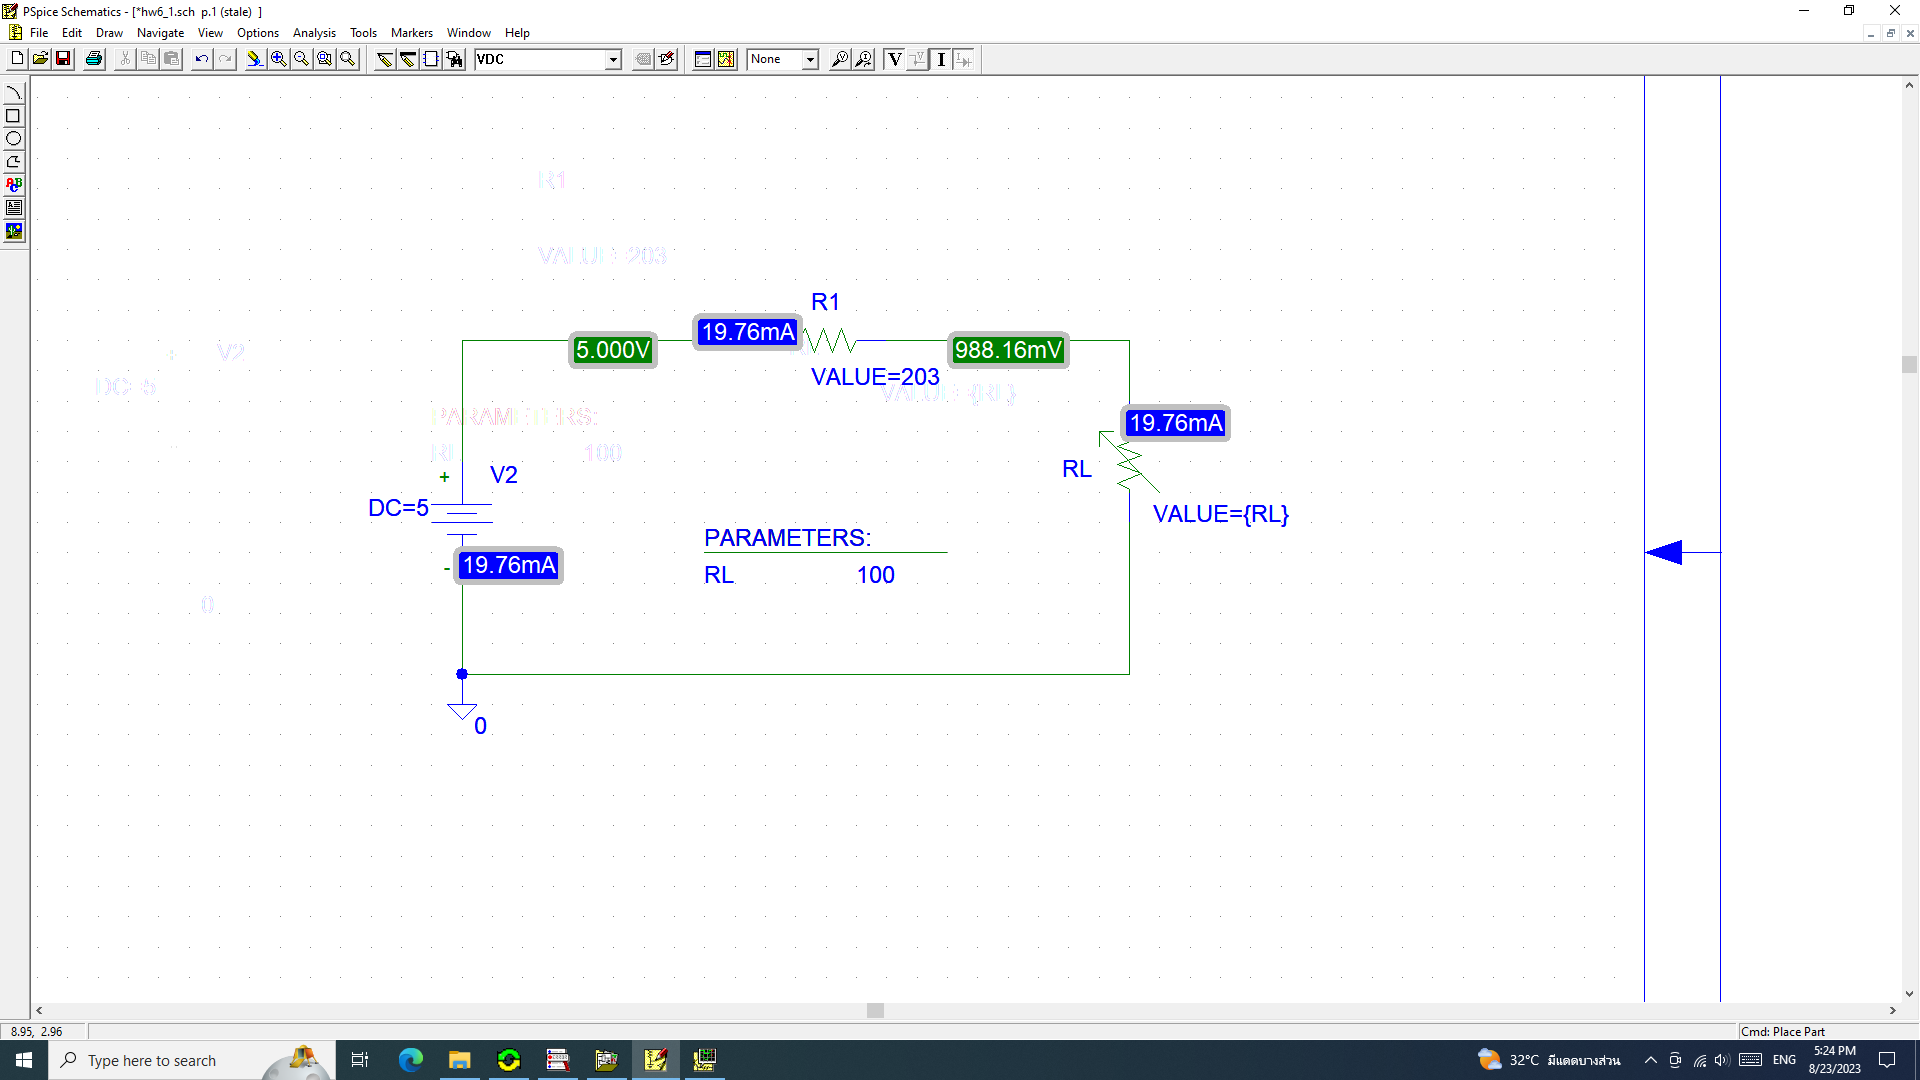 PSpice Schematics - [*hw6_1.sch p.1 (stale) ]
File Edit Draw Navigate View Options Analysis Tools Markers Window Help
VDC None V I
ABC
R1
VALUE=203
R1
5.000V 19.76mA 988.16mV
VALUE=203
V2
DC=5
VALUE={RL}
PARAMETERS:
RL 100
19.76mA
RL
+ V2
DC=5
VALUE={RL}
PARAMETERS:
- 19.76mA
RL 100
0
0
8.95, 2.96 Cmd: Place Part
Type here to search
32°C มีแดดบางส่วน ENG 5:24 PM
8/23/2023